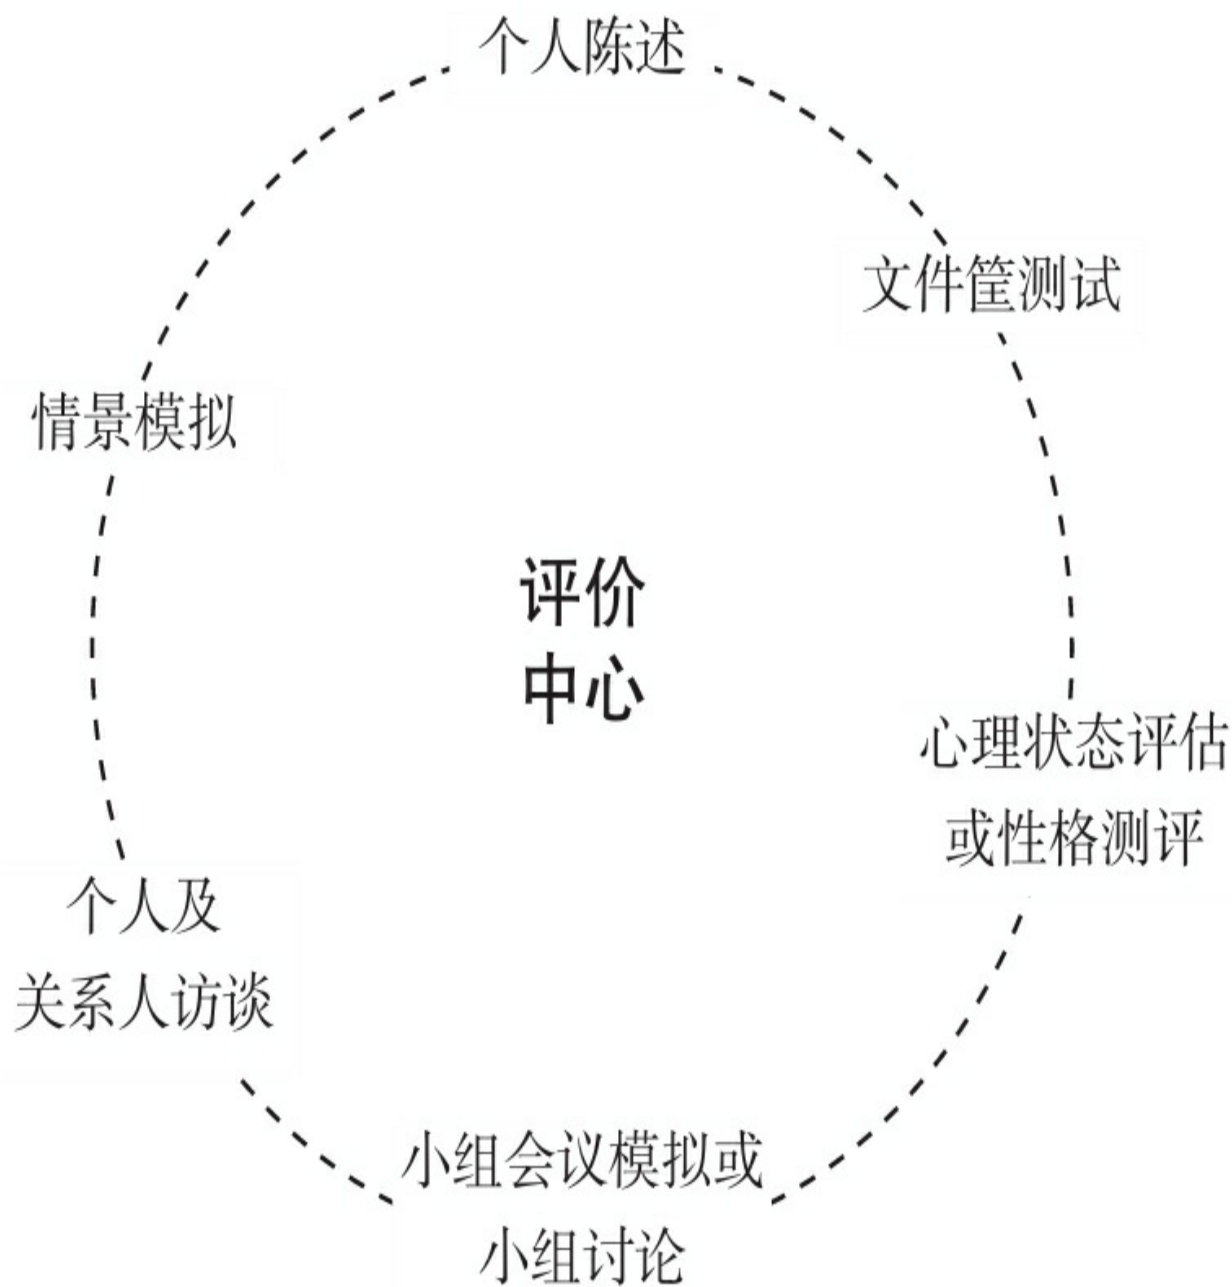 个人陈述
文件筐测试
情景模拟
评价
中心
心理状态评估
或性格测评
个人及
关系人访谈
小组会议模拟或
小组讨论